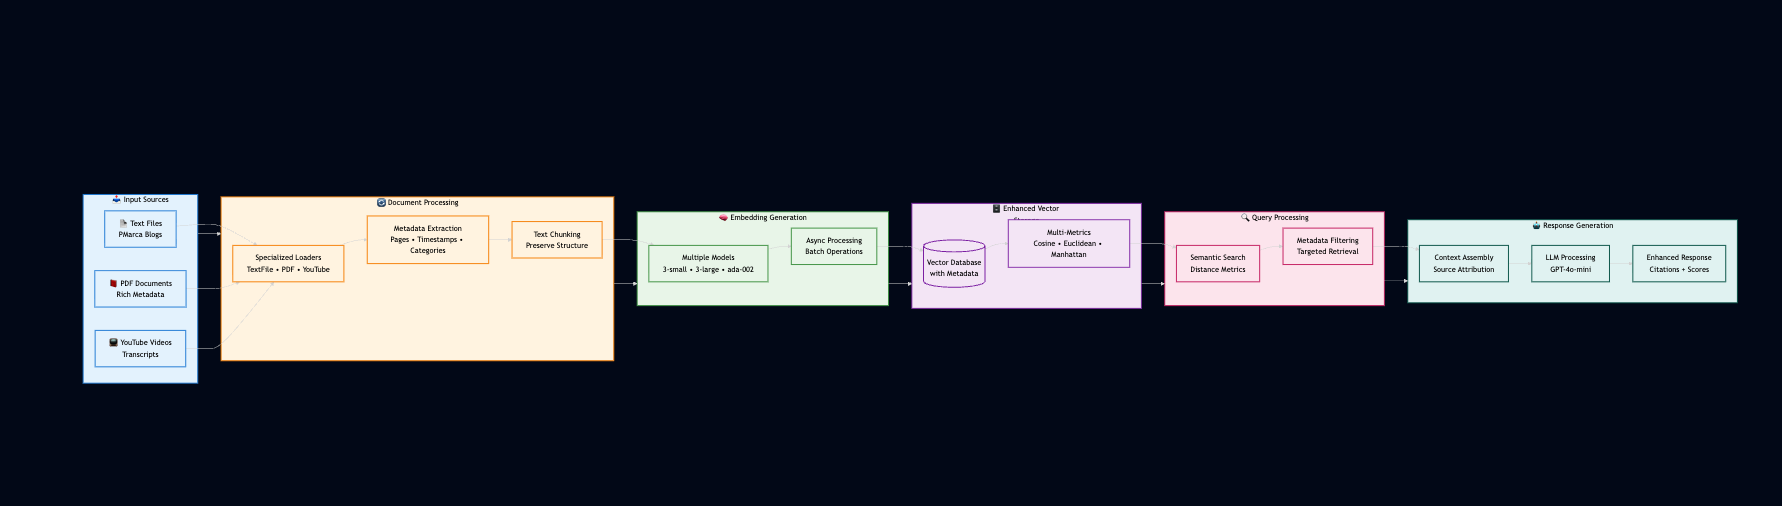 Input Sources
Text Files
PMarca Blogs
PDF Documents
Rich Metadata
YouTube Videos
Transcripts
Document Processing
Specialized Loaders
TextFile • PDF • YouTube
Metadata Extraction
Pages • Timestamps •
Categories
Text Chunking
Preserve Structure
Embedding Generation
Multiple Models
3-small • 3-large • ada-002
Async Processing
Batch Operations
Enhanced Vector
Vector Database
with Metadata
Multi-Metrics
Cosine • Euclidean •
Manhattan
Query Processing
Semantic Search
Distance Metrics
Metadata Filtering
Targeted Retrieval
Response Generation
Context Assembly
Source Attribution
LLM Processing
GPT-4o-mini
Enhanced Response
Citations + Scores